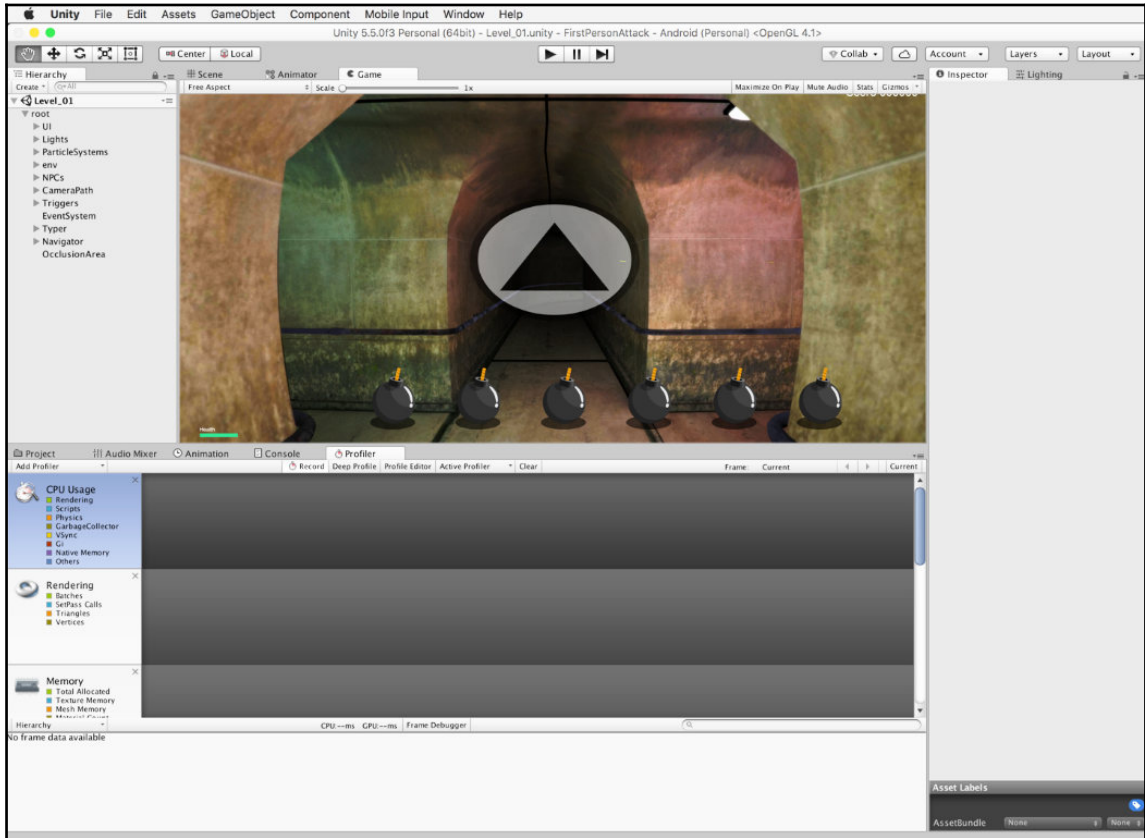 Unity File Edit Assets GameObject Component Mobile Input Window Help
Unity 5.5.0f3 Personal (64bit) - Level_01.unity - FirstPersonAttack - Android (Personal) <OpenGL 4.1>
Center Local Collab Account Layers Layout
Hierarchy Scene Animator Game Inspector Lighting
Create All Free Aspect Scale 1x Maximize On Play Mute Audio Stats Gizmos
Level_01
root
UI
Lights
ParticleSystems
env
NPCs
CameraPath
Triggers
EventSystem
Typer
Navigator
OcclusionArea
Health
Project Audio Mixer Animation Console Profiler
Add Profiler Record Deep Profile Profile Editor Active Profiler Clear Frame: Current Current
CPU Usage
Rendering
Scripts
Physics
GarbageCollector
VSync
Gi
Native Memory
Others
Rendering
Batches
SetPass Calls
Triangles
Vertices
Memory
Total Allocated
Texture Memory
Mesh Memory
Material Count
Hierarchy CPU:--ms GPU:--ms Frame Debugger
No frame data available
Asset Labels
AssetBundle None None